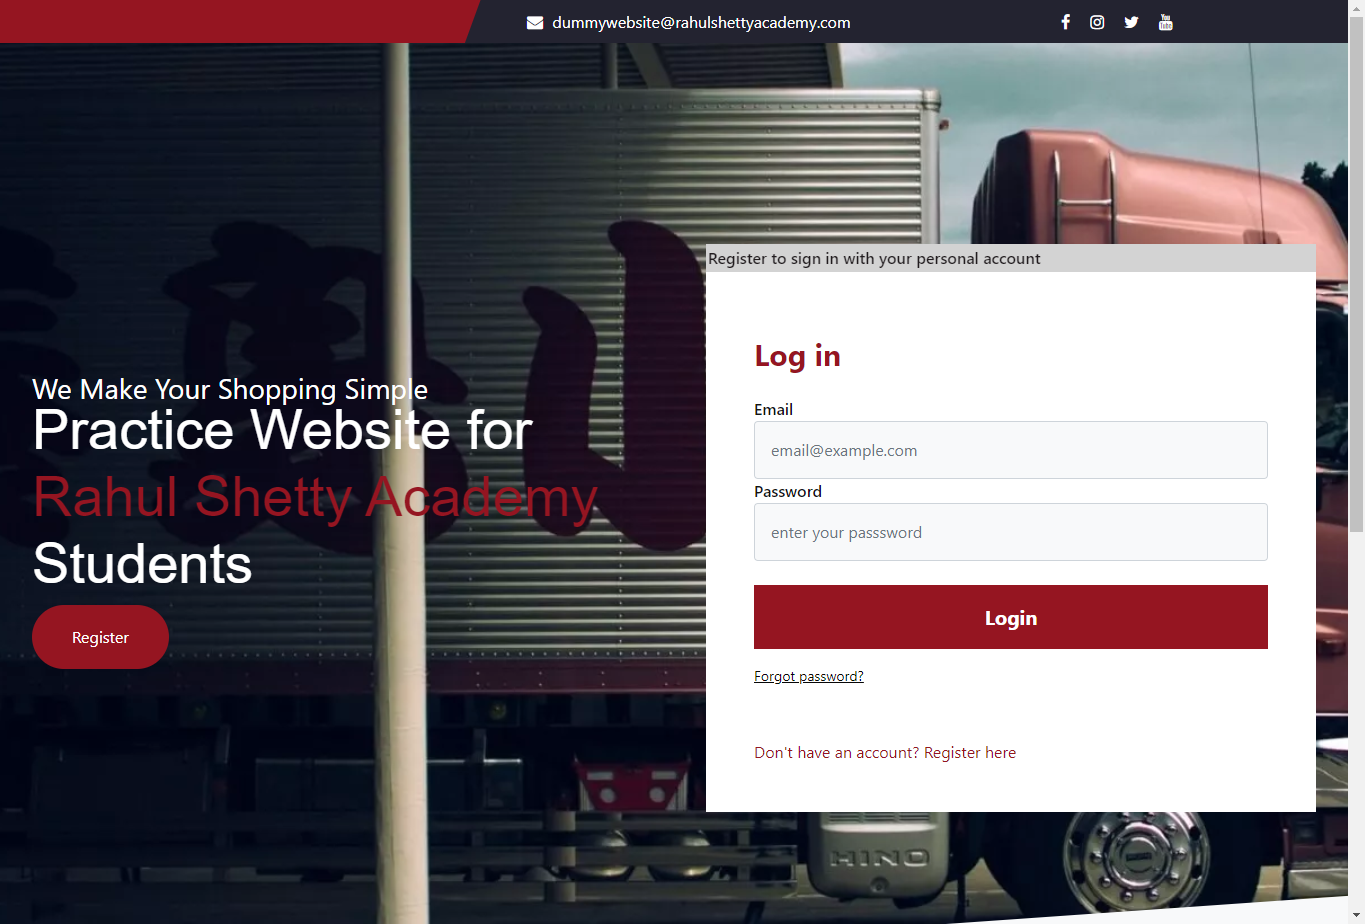 dummywebsite@rahulshettyacademy.com
We Make Your Shopping Simple
Practice Website for
Rahul Shetty Academy
Students
Register
Register to sign in with your personal account
Log in
Email
email@example.com
Password
enter your passsword
Login
Forgot password?
Don't have an account? Register here
HINO